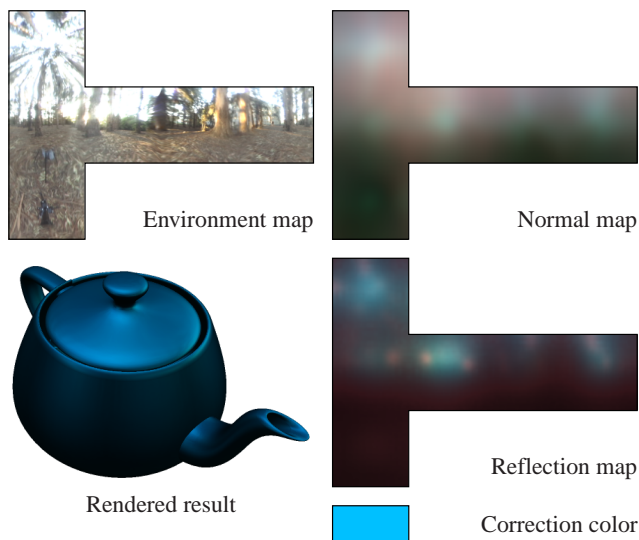 Environment map
Normal map
Rendered result
Reflection map
Correction color